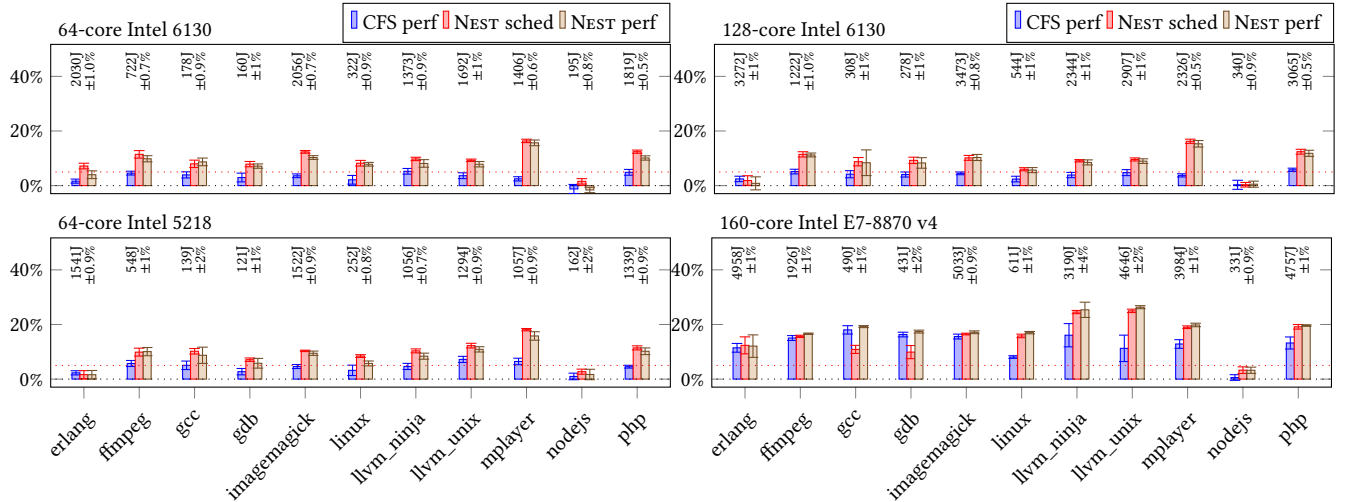 64-core Intel 6130
CFS perf NEST sched NEST perf
40%
20%
0%
2030J ±1.0%
722J ±0.7%
178J ±0.9%
160J ±1%
2056J ±0.7%
322J ±0.9%
1373J ±0.9%
1692J ±1%
1406J ±0.6%
195J ±0.8%
1819J ±0.5%
128-core Intel 6130
CFS perf NEST sched NEST perf
40%
20%
0%
3272J ±1%
1222J ±1.0%
308J ±1%
278J ±1%
3473J ±0.8%
544J ±1%
2344J ±1%
2907J ±1%
2326J ±0.5%
340J ±0.9%
3065J ±0.5%
64-core Intel 5218
40%
20%
0%
1541J ±0.9%
548J ±1%
139J ±2%
121J ±1%
1522J ±0.9%
252J ±0.8%
1056J ±0.7%
1294J ±0.9%
1057J ±0.9%
162J ±2%
1339J ±0.9%
erlang
ffmpeg
gcc
gdb
imagemagick
linux
llvm_ninja
llvm_unix
mplayer
nodejs
php
160-core Intel E7-8870 v4
40%
20%
0%
4958J ±1%
1926J ±1%
490J ±1%
431J ±2%
5033J ±0.9%
611J ±1%
3190J ±4%
4646J ±2%
3984J ±1%
331J ±0.9%
4757J ±1%
erlang
ffmpeg
gcc
gdb
imagemagick
linux
llvm_ninja
llvm_unix
mplayer
nodejs
php